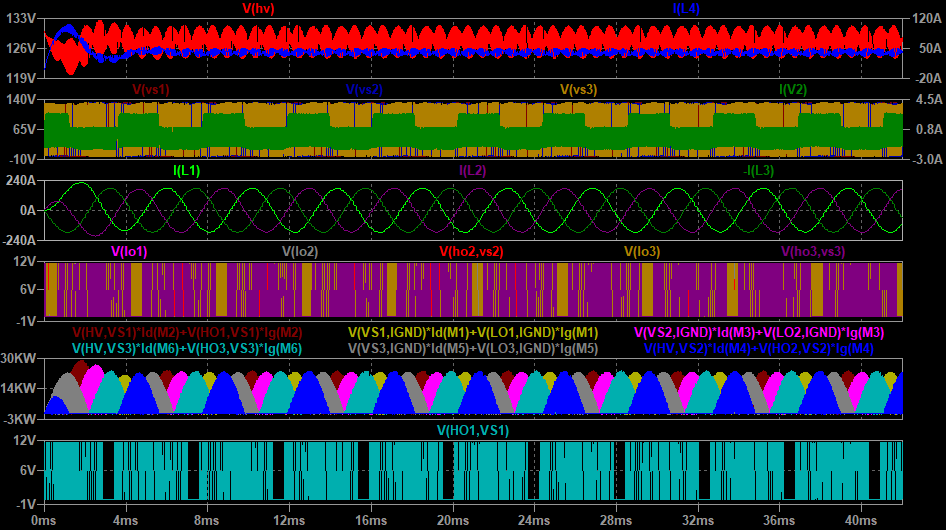 V(hv) I(L4)
133V 120A
126V 50A
119V -20A
V(vs1) V(vs2) V(vs3) I(V2)
140V 4.5A
65V 0.8A
-10V -3.0A
I(L1) I(L2) -I(L3)
240A
0A
-240A
V(lo1) V(lo2) V(ho2,vs2) V(lo3) V(ho3,vs3)
12V
6V
-1V
V(HV,VS1)*Id(M2)+V(HO1,VS1)*Ig(M2) V(VS1,IGND)*Id(M1)+V(LO1,IGND)*Ig(M1) V(VS2,IGND)*Id(M3)+V(LO2,IGND)*Ig(M3)
V(HV,VS3)*Id(M6)+V(HO3,VS3)*Ig(M6) V(VS3,IGND)*Id(M5)+V(LO3,IGND)*Ig(M5) V(HV,VS2)*Id(M4)+V(HO2,VS2)*Ig(M4)
30KW
14KW
-3KW
V(HO1,VS1)
12V
6V
-1V
0ms 4ms 8ms 12ms 16ms 20ms 24ms 28ms 32ms 36ms 40ms